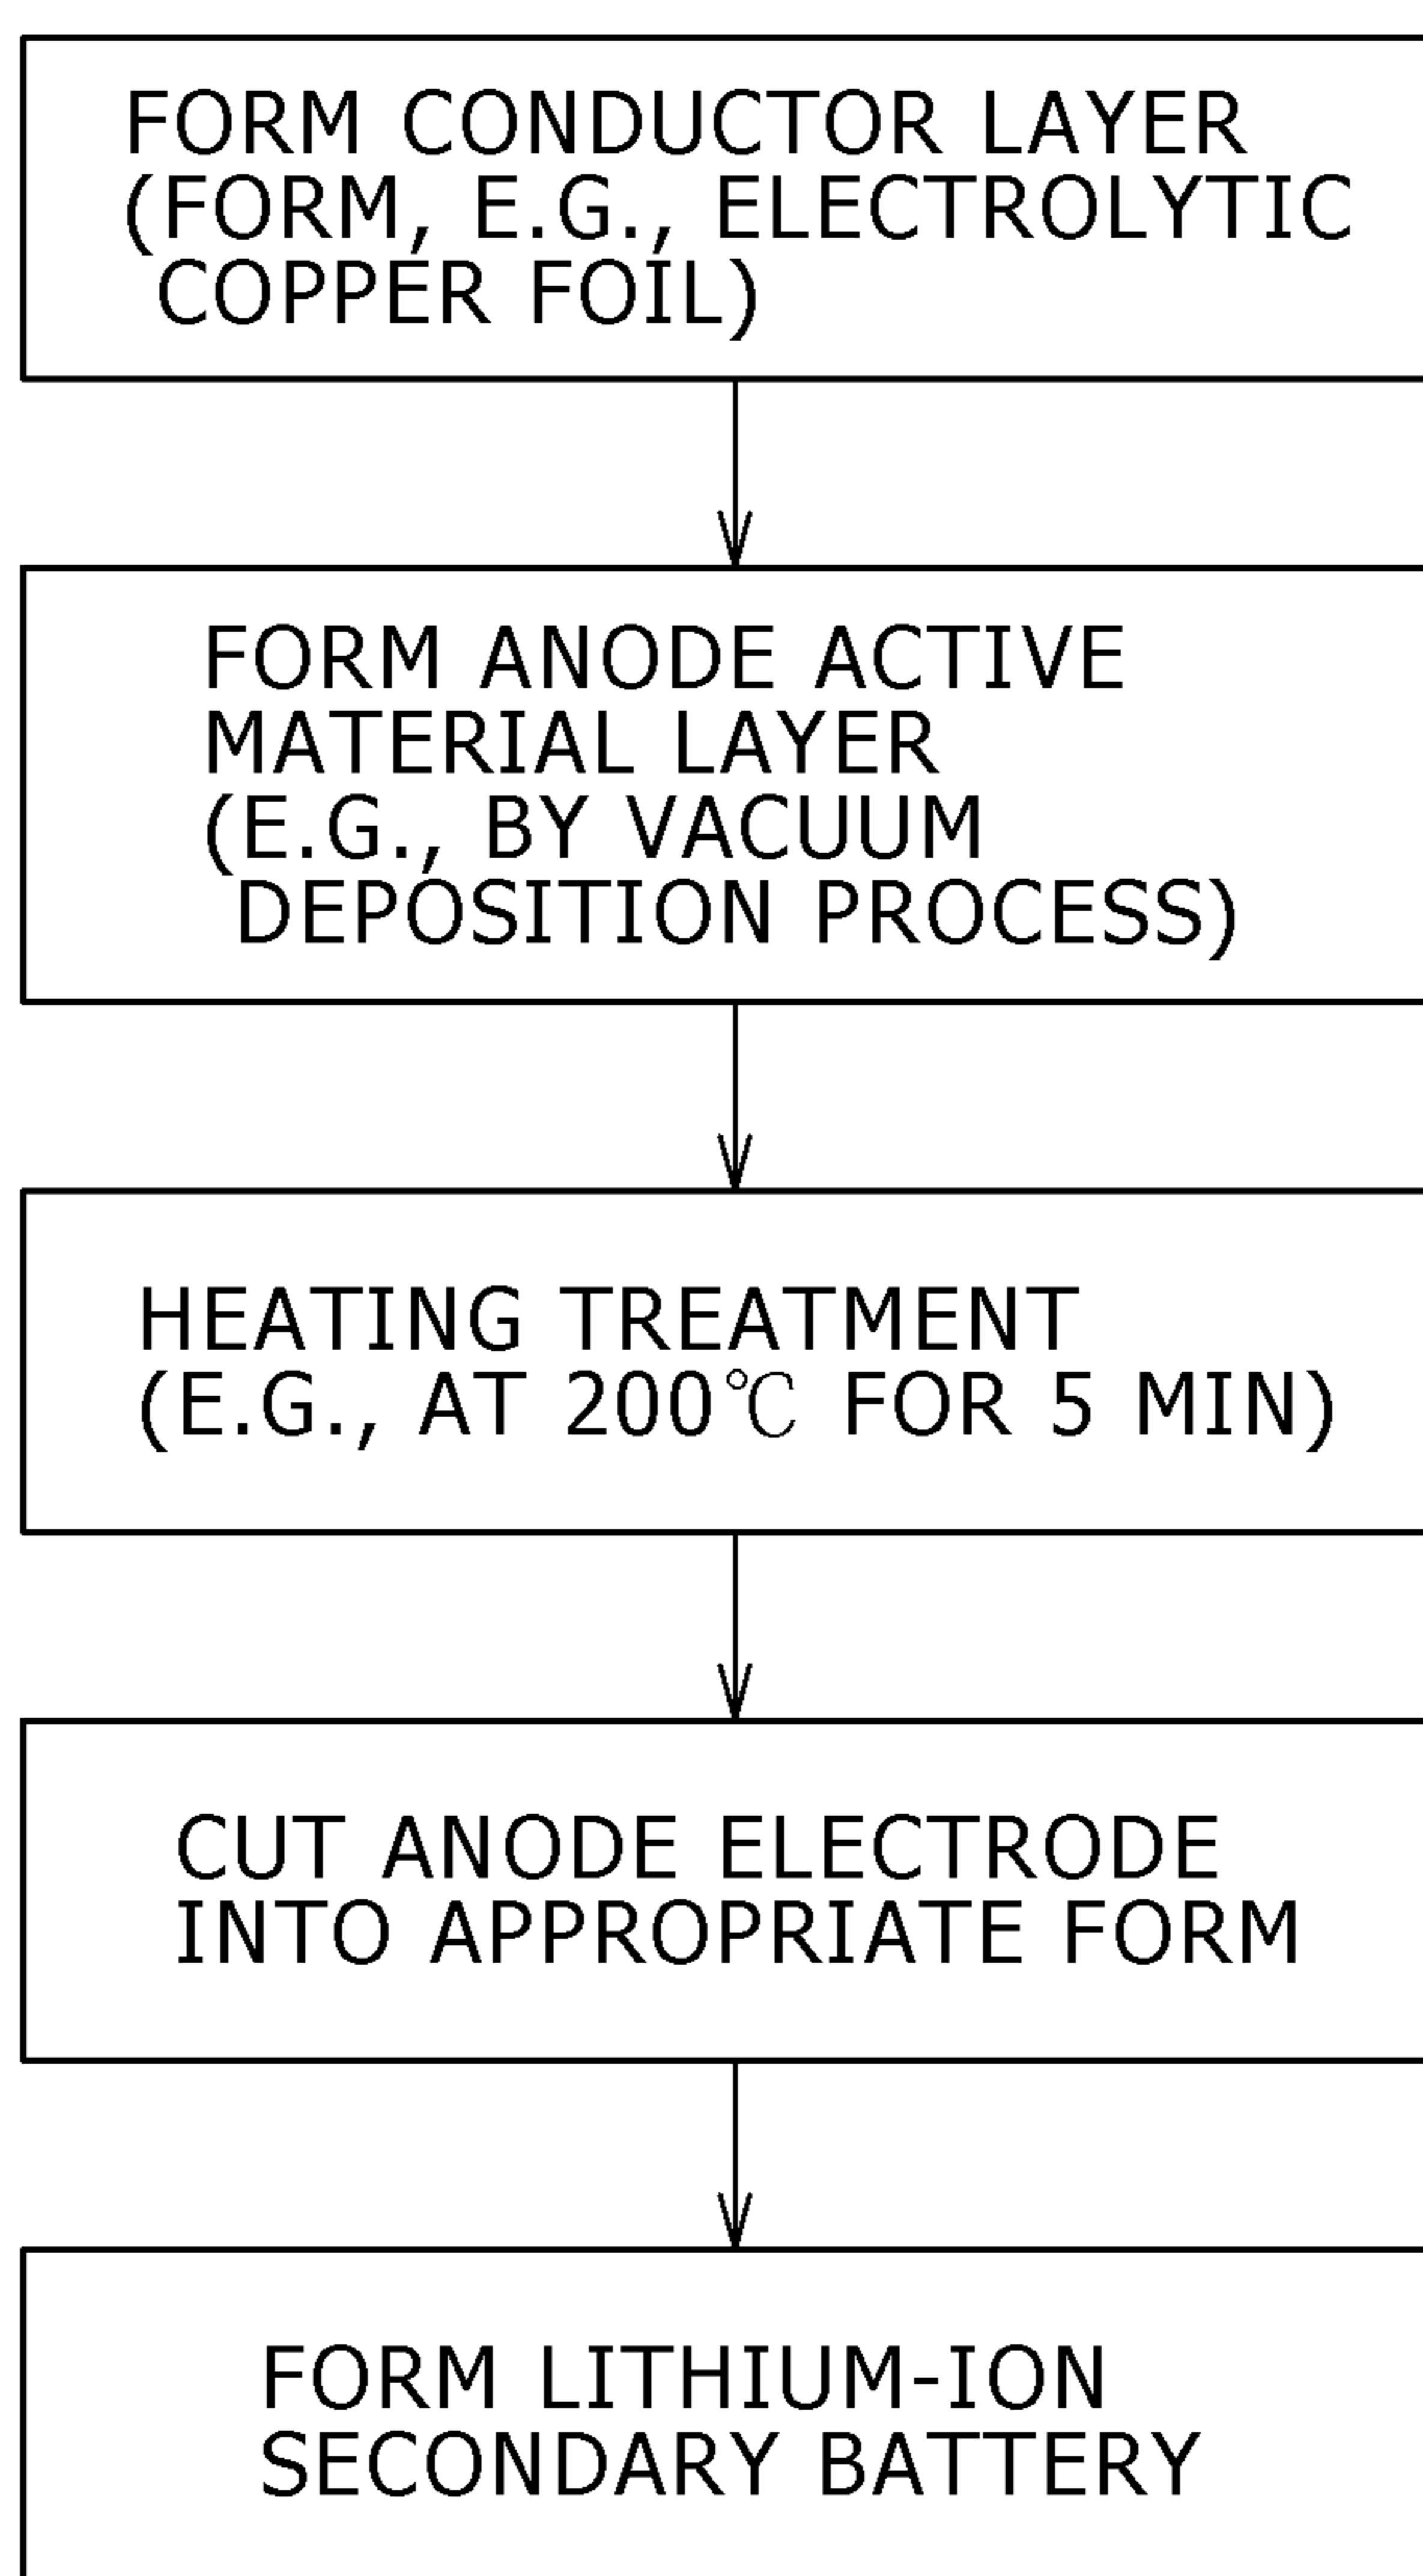 FORM CONDUCTOR LAYER
(FORM, E.G., ELECTROLYTIC
COPPER FOIL)
FORM ANODE ACTIVE
MATERIAL LAYER
(E.G., BY VACUUM
DEPOSITION PROCESS)
HEATING TREATMENT
(E.G., AT 200℃ FOR 5 MIN)
CUT ANODE ELECTRODE
INTO APPROPRIATE FORM
FORM LITHIUM-ION
SECONDARY BATTERY